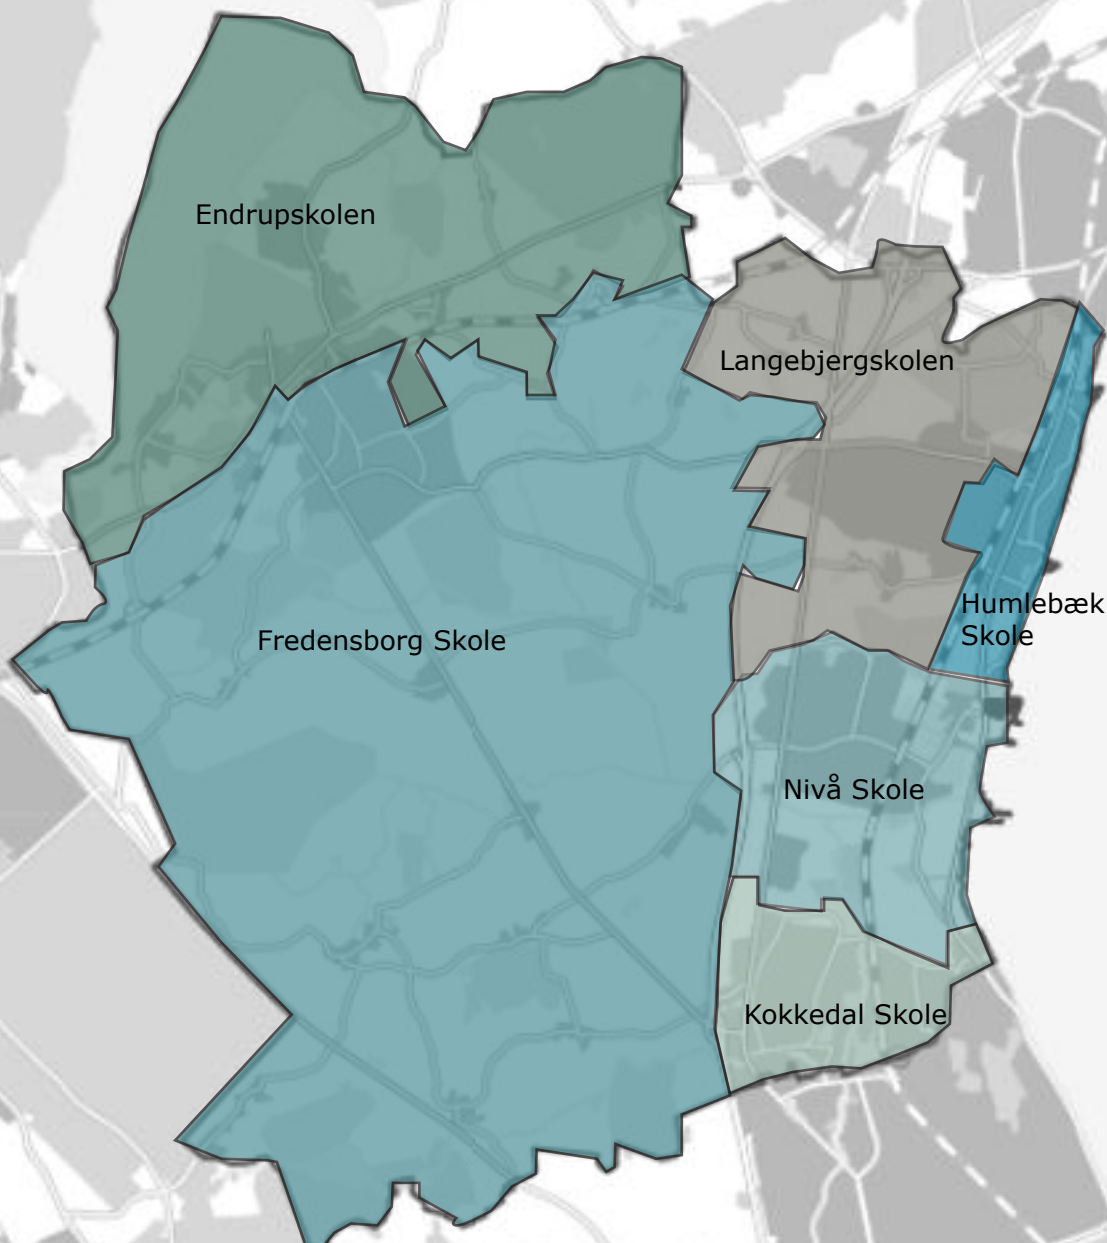 Endrupskolen
Langebjergskolen
Humlebæk
Skole
Fredensborg Skole
Nivå Skole
Kokkedal Skole